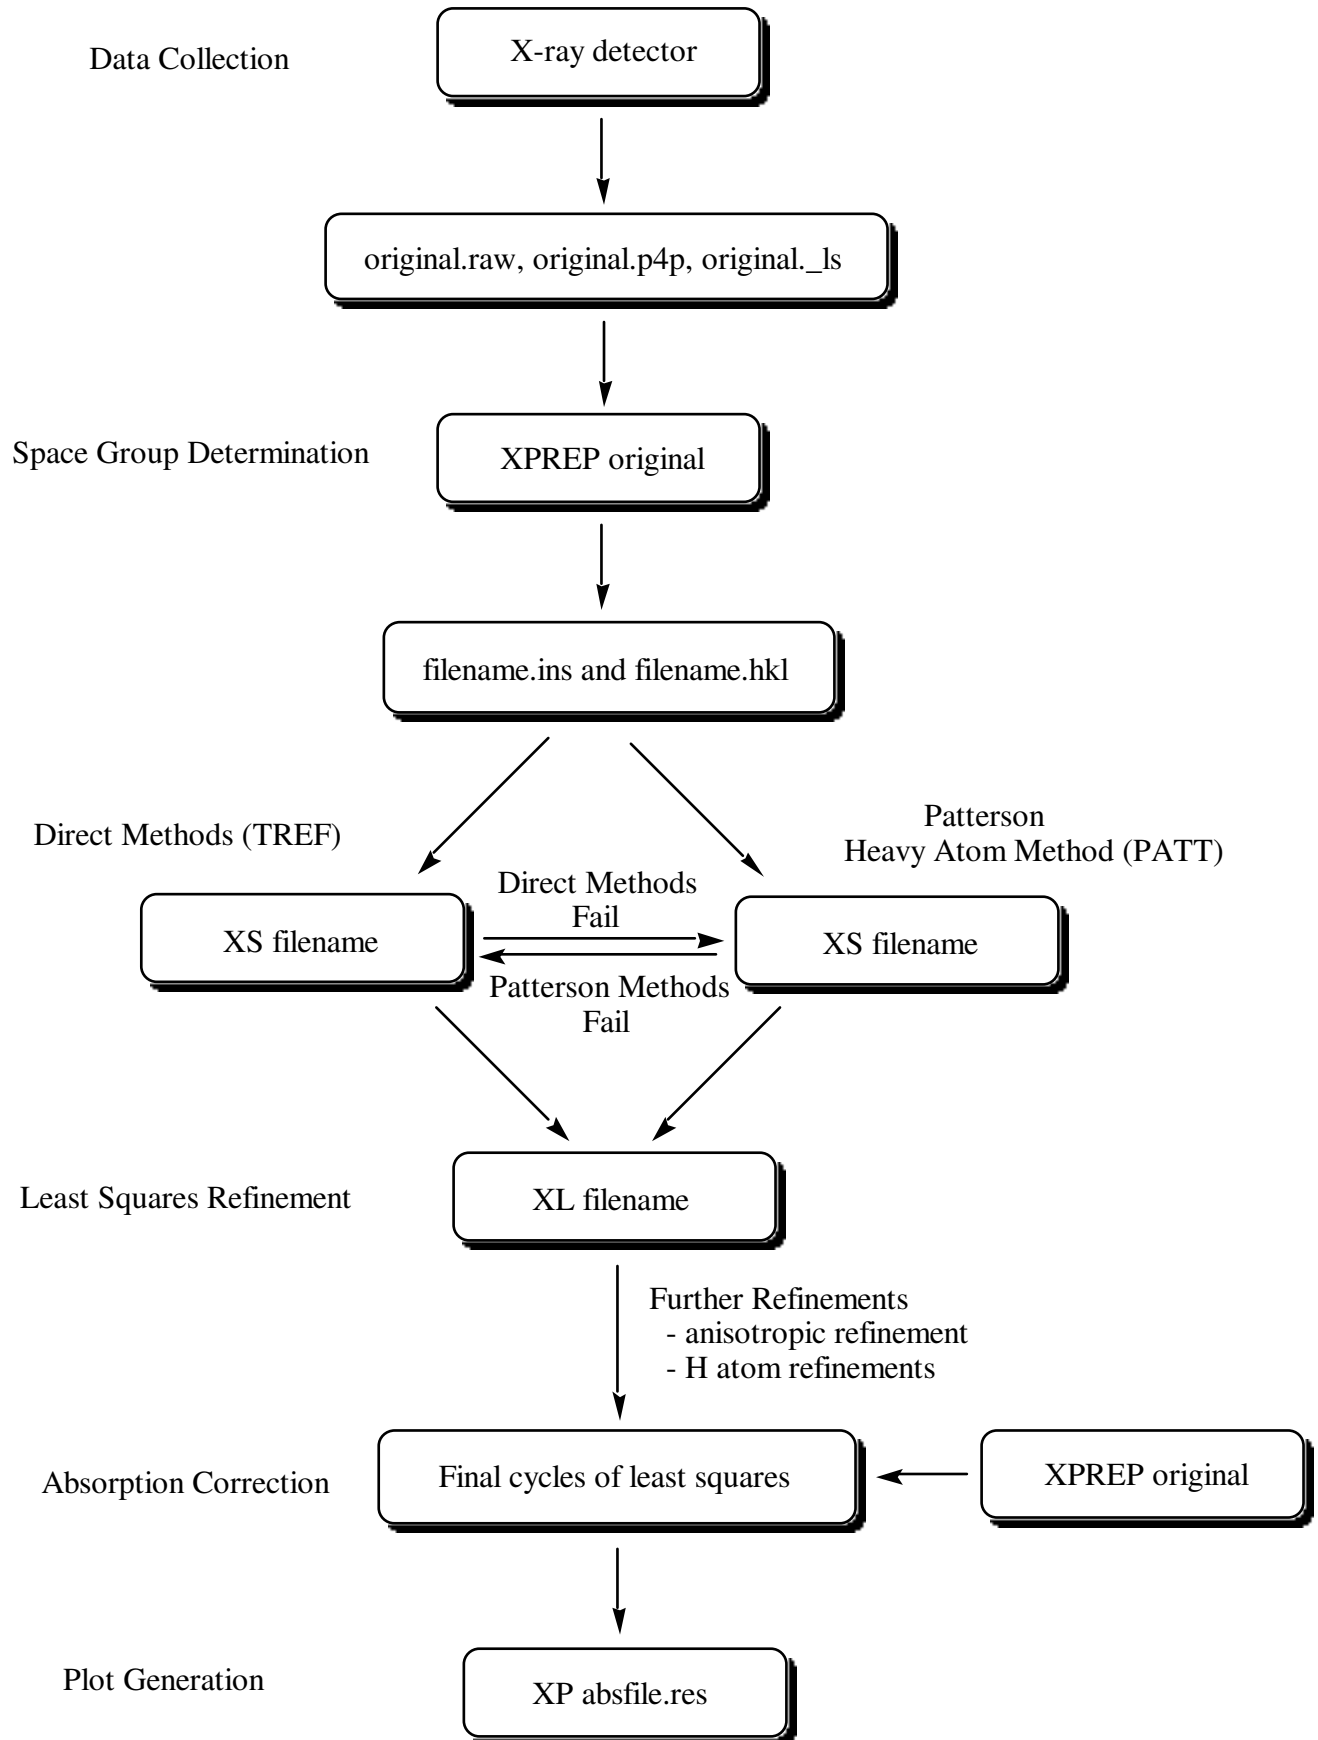 Data Collection
X-ray detector
original.raw, original.p4p, original._ls
Space Group Determination
XPREP original
filename.ins and filename.hkl
Direct Methods (TREF)
Patterson
Heavy Atom Method (PATT)
XS filename
Direct Methods
Fail
Patterson Methods
Fail
XS filename
Least Squares Refinement
XL filename
Further Refinements
- anisotropic refinement
- H atom refinements
Absorption Correction
Final cycles of least squares
XPREP original
Plot Generation
XP absfile.res